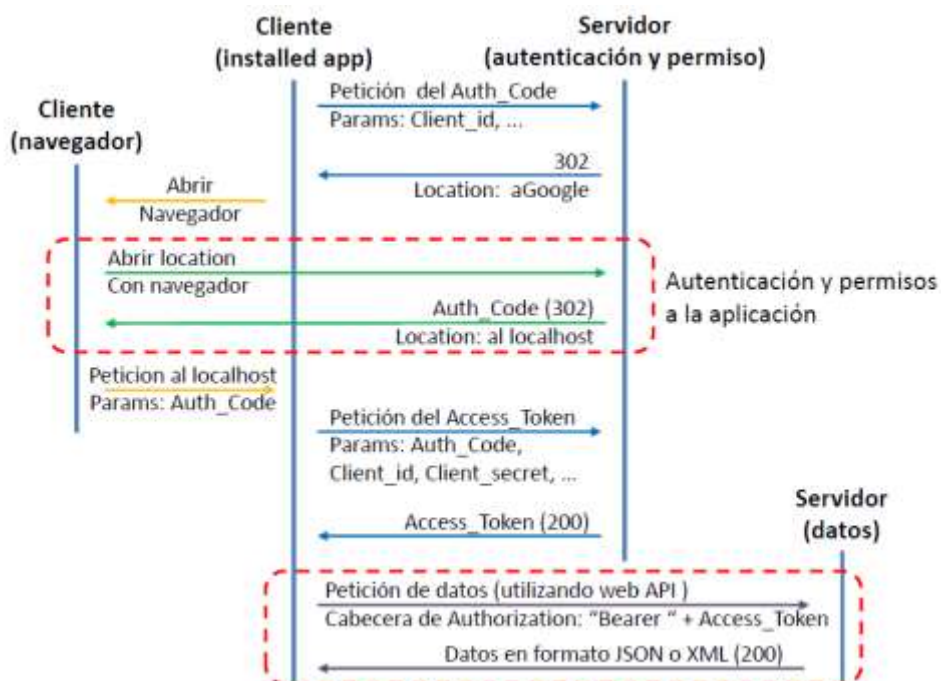 Cliente
(installed app)
Servidor
(autenticación y permiso)
Cliente
(navegador)
Petición del Auth_Code
Params: Client_id, ...
302
Location: aGoogle
Abrir
Navegador
Abrir location
Con navegador
Auth_Code (302)
Location: al localhost
Autenticación y permisos
a la aplicación
Peticion al localhost
Params: Auth_Code
Petición del Access_Token
Params: Auth_Code,
Client_id, Client_secret, ...
Access_Token (200)
Servidor
(datos)
Petición de datos (utilizando web API )
Cabecera de Authorization: “Bearer “ + Access_Token
Datos en formato JSON o XML (200)